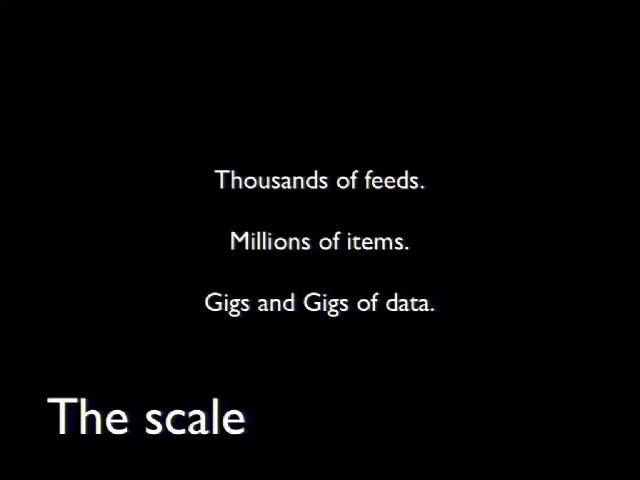 Thousands of feeds.
Millions of items.
Gigs and Gigs of data.
The scale